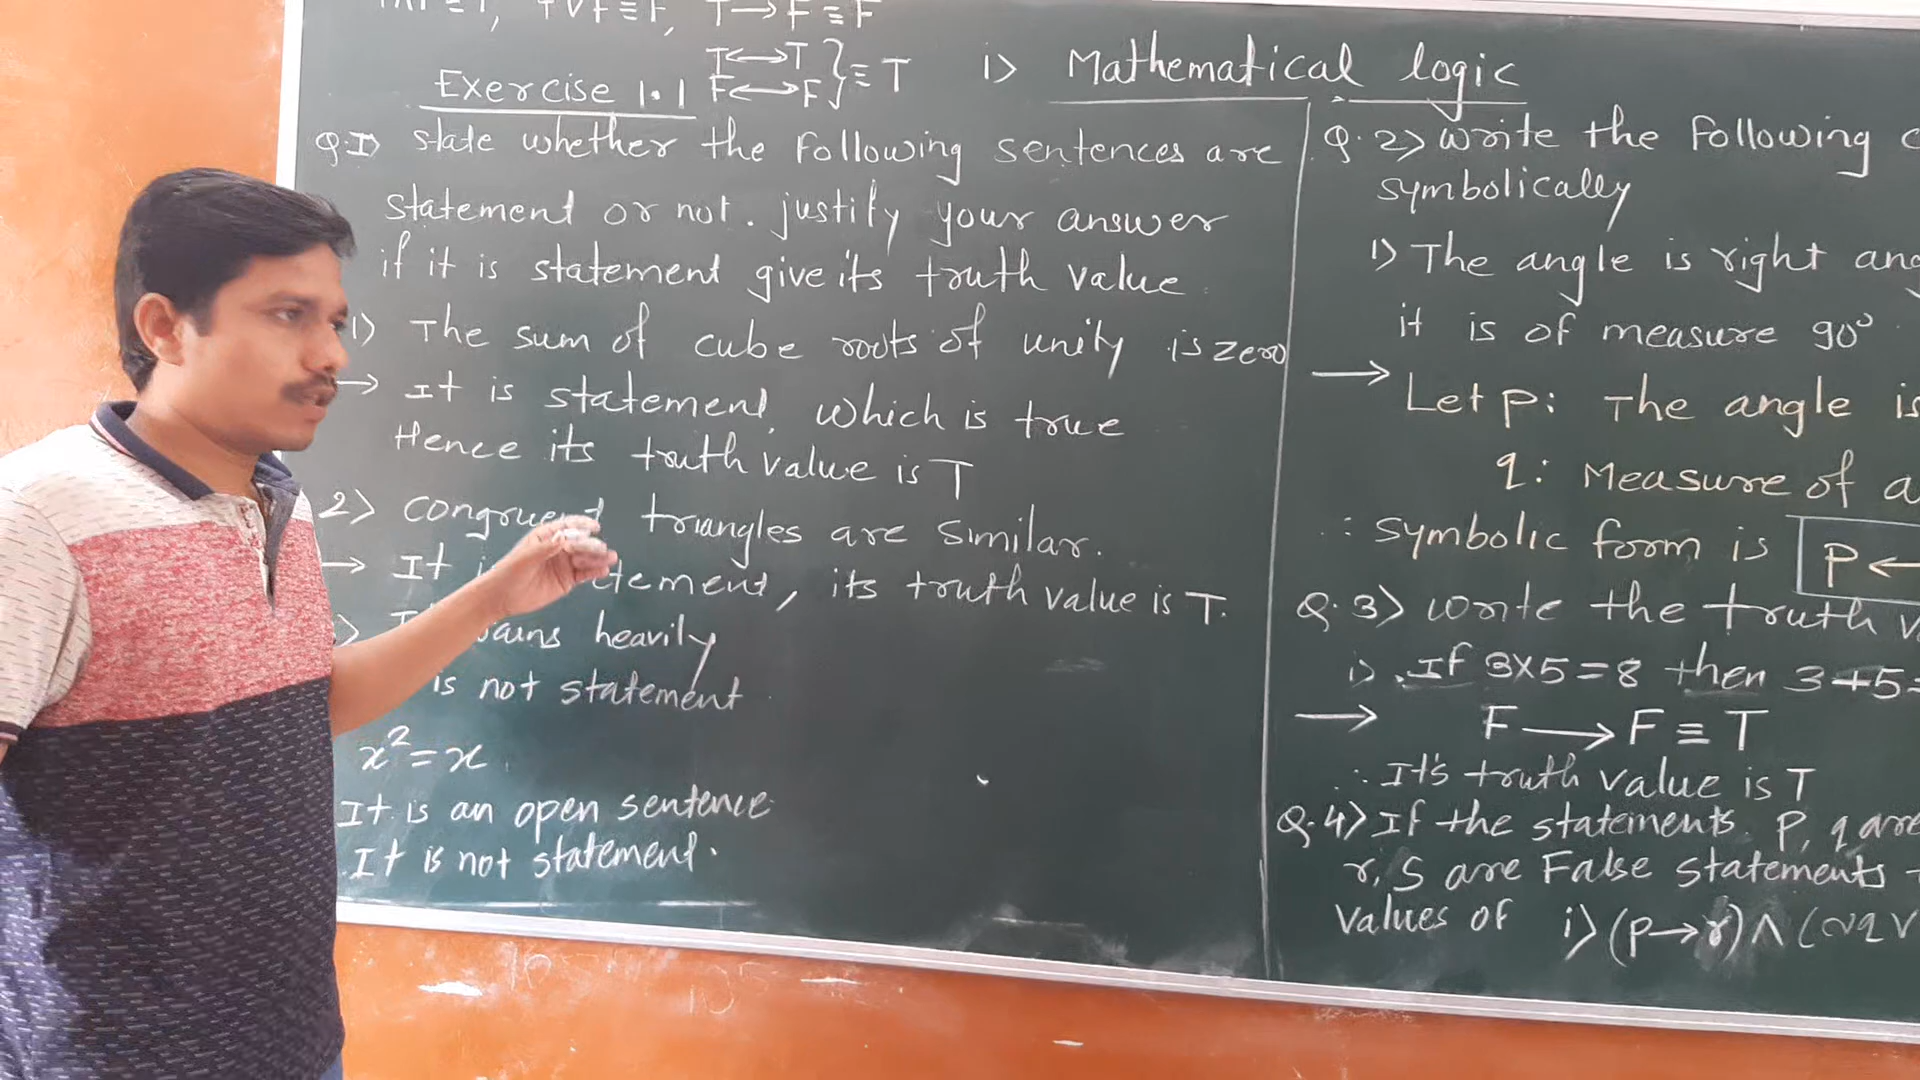 T∨F≡F, T→F≡F
T↔T
F↔F } ≡ T
Exercise 1.1
i) Mathematical logic
Q.I) state whether the following sentences are
statement or not. justify your answer
if it is statement give its truth value
1) The sum of cube roots of unity is zero
→ It is statement, which is true
Hence its truth value is T
2) congruent triangles are similar.
→ It is statement, its truth value is T.
heavily
is not statement
x²=x
It is an open sentence
It is not statement.
Q.2) write the following
symbolically
1) The angle is right
it is of measure 90°
→ Let p: The angle is
q: Measure of
∴ symbolic form is p←
Q.3) write the truth
i) If 3×5=8 then 3+5=
→ F→F≡T
∴ It's truth value is T
Q.4) If the statements p, q are
r, s are False statements
values of i) (p→r)∧(~q∨